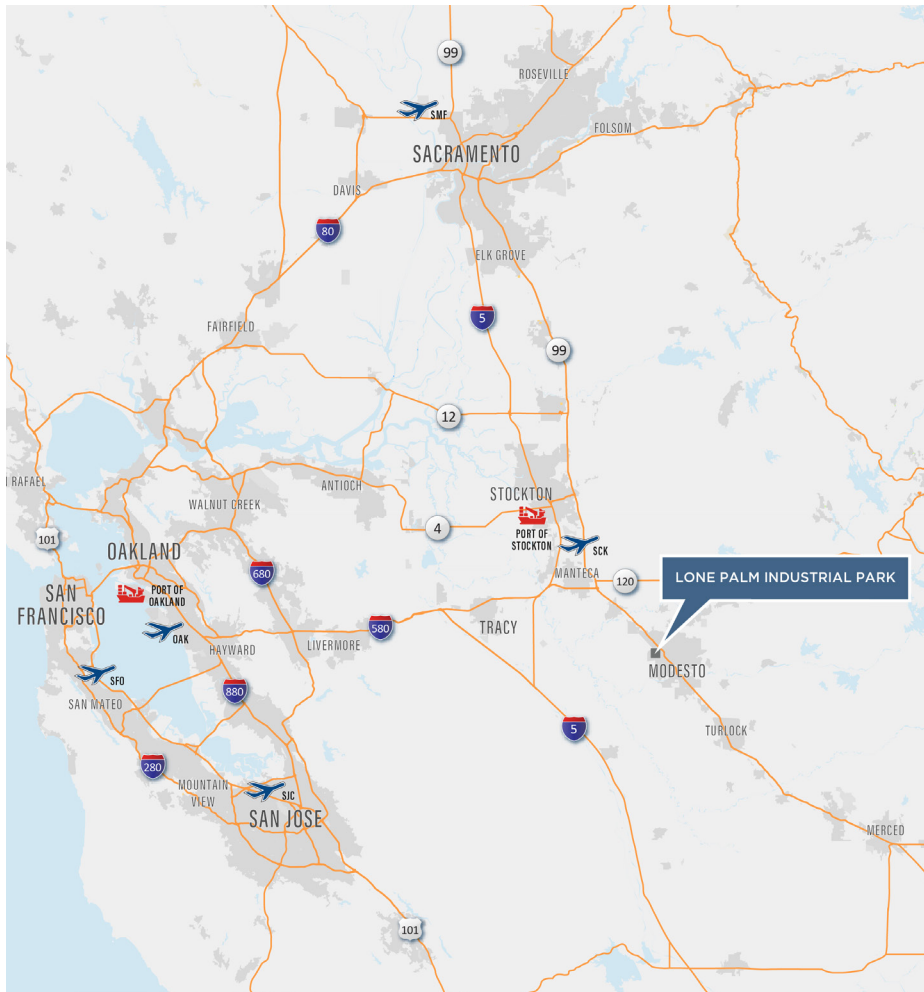 99
ROSEVILLE
SMF
FOLSOM
SACRAMENTO
DAVIS
80
ELK GROVE
5
FAIRFIELD
99
12
N RAFAEL
ANTIOCH
STOCKTON
WALNUT CREEK
4
PORT OF
STOCKTON
101
OAKLAND
SCK
680
MANTECA
120
LONE PALM INDUSTRIAL PARK
SAN
FRANCISCO
PORT OF
OAKLAND
OAK
580
TRACY
HAYWARD
LIVERMORE
MODESTO
SFO
880
SAN MATEO
5
TURLOCK
280
MOUNTAIN
VIEW
SJC
SAN JOSE
MERCED
101